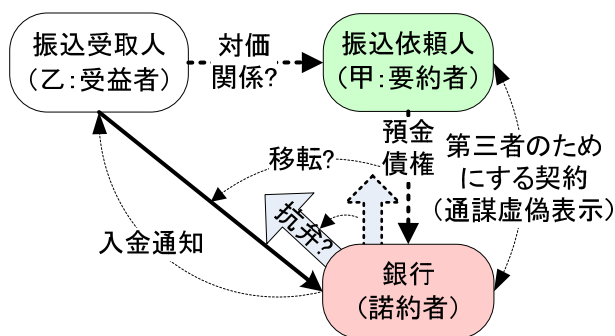 振込受取人
(乙:受益者)
対価
関係?
振込依頼人
(甲:要約者)
預金
債権
移転?
第三者のため
にする契約
(通謀虚偽表示)
抗弁?
入金通知
銀行
(諾約者)